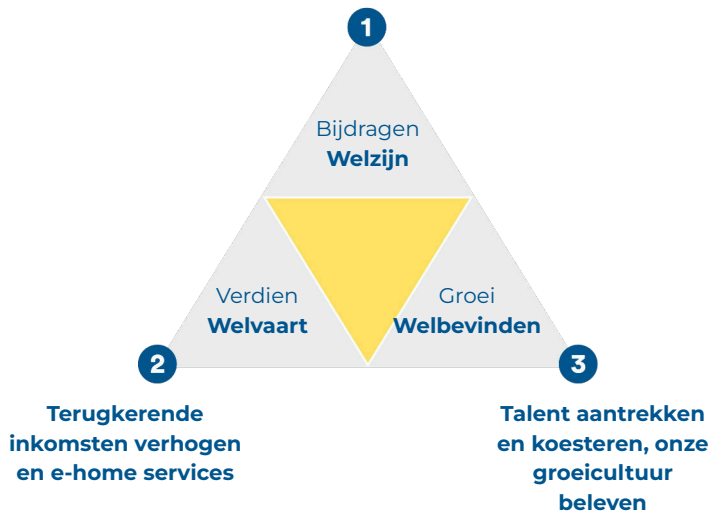 1
Bijdragen
Welzijn
Verdien
Welvaart
Groei
Welbevinden
2
3
Terugkerende
inkomsten verhogen
en e-home services
Talent aantrekken
en koesteren, onze
groeicultuur
beleven